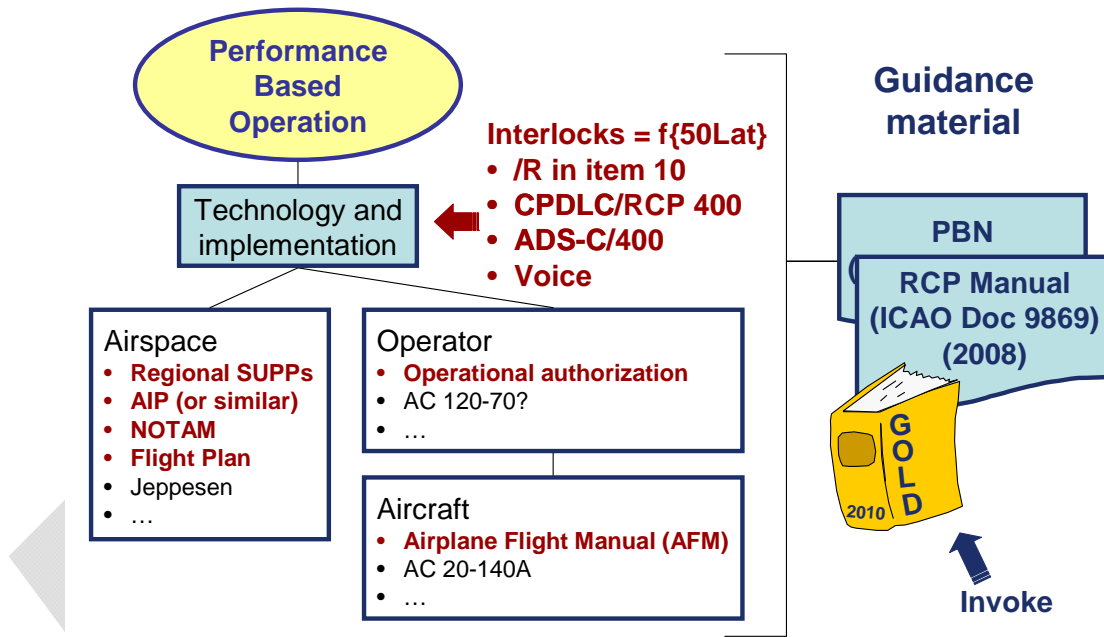 Performance
Based
Operation
Technology and
implementation
Interlocks = f{50Lat}
• /R in item 10
• CPDLC/RCP 400
• ADS-C/400
• Voice
Airspace
• Regional SUPPs
• AIP (or similar)
• NOTAM
• Flight Plan
• Jeppesen
• …
Operator
• Operational authorization
• AC 120-70?
• …
Aircraft
• Airplane Flight Manual (AFM)
• AC 20-140A
• …
Guidance
material
PBN
(
RCP Manual
(ICAO Doc 9869)
(2008)
GOLD
2010
Invoke